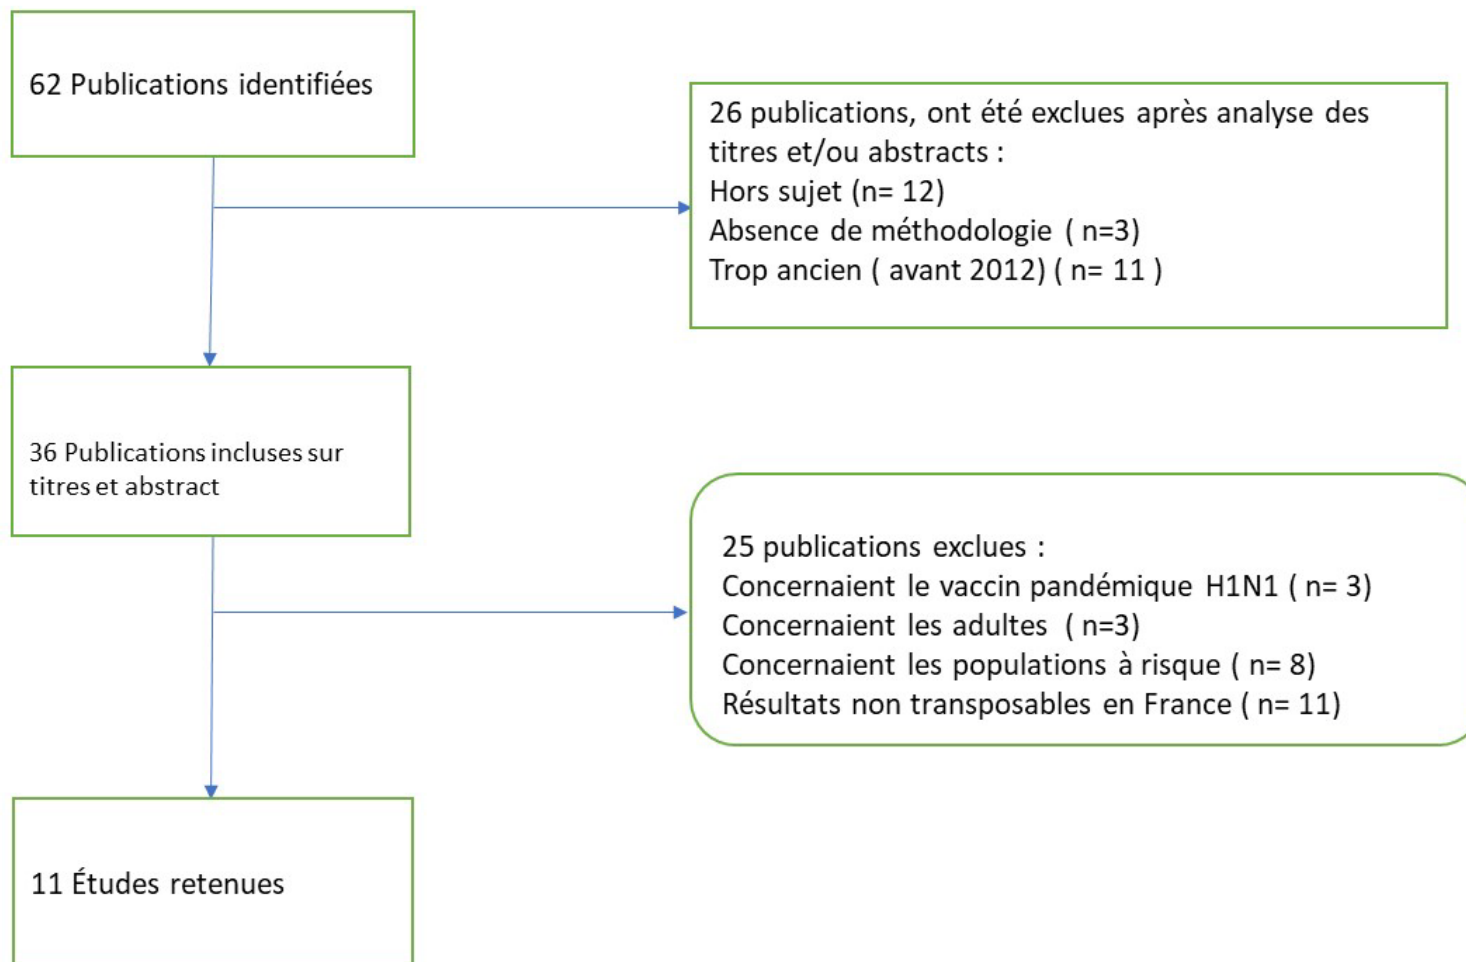 62 Publications identifiées
26 publications, ont été exclues après analyse des
titres et/ou abstracts :
Hors sujet (n= 12)
Absence de méthodologie ( n=3)
Trop ancien ( avant 2012) ( n= 11 )
36 Publications incluses sur
titres et abstract
25 publications exclues :
Concernaient le vaccin pandémique H1N1 ( n= 3)
Concernaient les adultes ( n=3)
Concernaient les populations à risque ( n= 8)
Résultats non transposables en France ( n= 11)
11 Études retenues